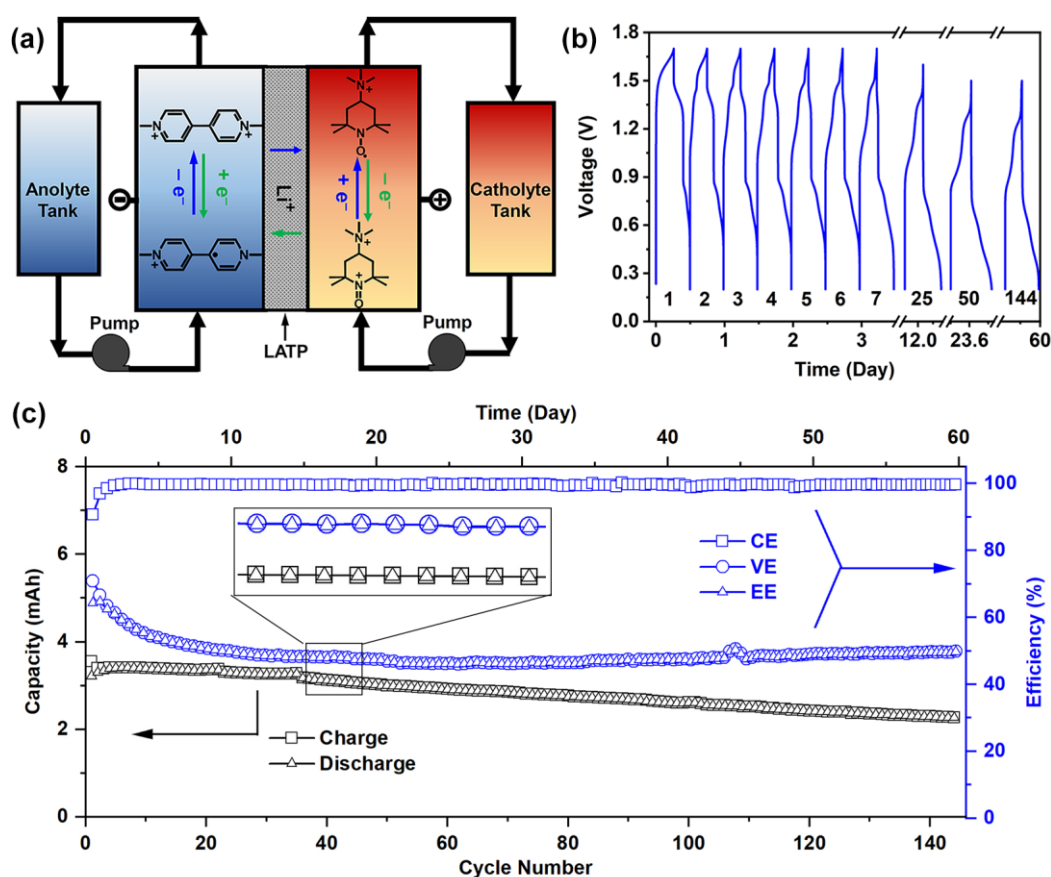 (a)
Anolyte
Tank
Catholyte
Tank
− e⁻
+ e⁻
Li⁺
+ e⁻
− e⁻
N
N
+
+
N
N
+
N
+
N
O
N
+
N
+
O
Pump
Pump
LATP
(b)
Voltage (V)
1.8
1.5
1.2
0.9
0.6
0.3
0.0
1 2 3 4 5 6 7 25 50 144
0 1 2 3 12.0 23.6 60
Time (Day)
(c)
Time (Day)
0 10 20 30 40 50 60
Capacity (mAh)
8
6
4
2
0
Efficiency (%)
100
80
60
40
20
0
CE
VE
EE
Charge
Discharge
0 20 40 60 80 100 120 140
Cycle Number